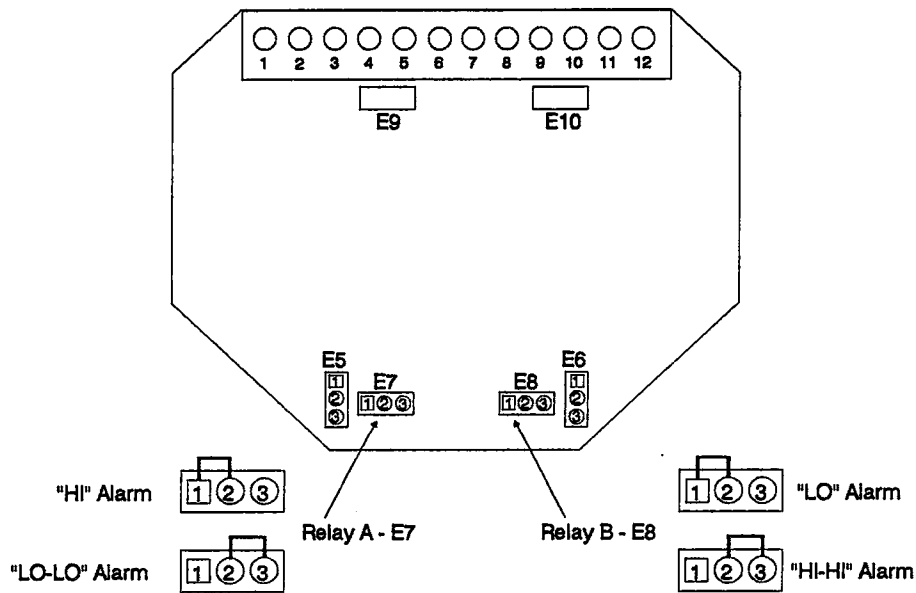 1 2 3 4 5 6 7 8 9 10 11 12
E9 E10
E5 E6
E7 E8
1 2 3
1 2 3
1 2 3
1 2 3
"HI" Alarm 1 2 3
1 2 3 "LO" Alarm
Relay A - E7 Relay B - E8
"LO-LO" Alarm 1 2 3
1 2 3 "HI-HI" Alarm